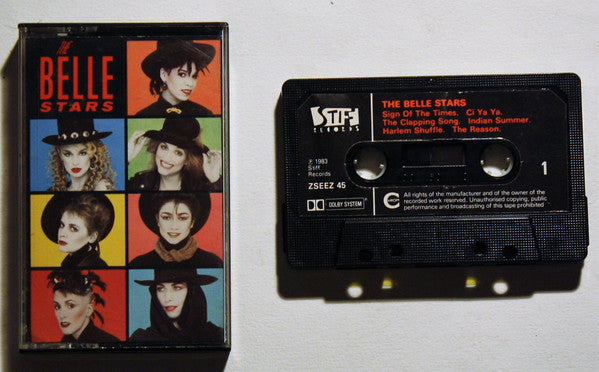 THE
BELLE
STARS
STIFF
RECORDS
THE BELLE STARS
Sign Of The Times. Ci Ya Ya.
The Clapping Song. Indian Summer.
Harlem Shuffle. The Reason.
℗ 1983
Stiff
Records
ZSEEZ 45
1
DOLBY SYSTEM
All rights of the manufacturer and of the owner of the
recorded work reserved. Unauthorised copying, public
performance and broadcasting of this tape prohibited